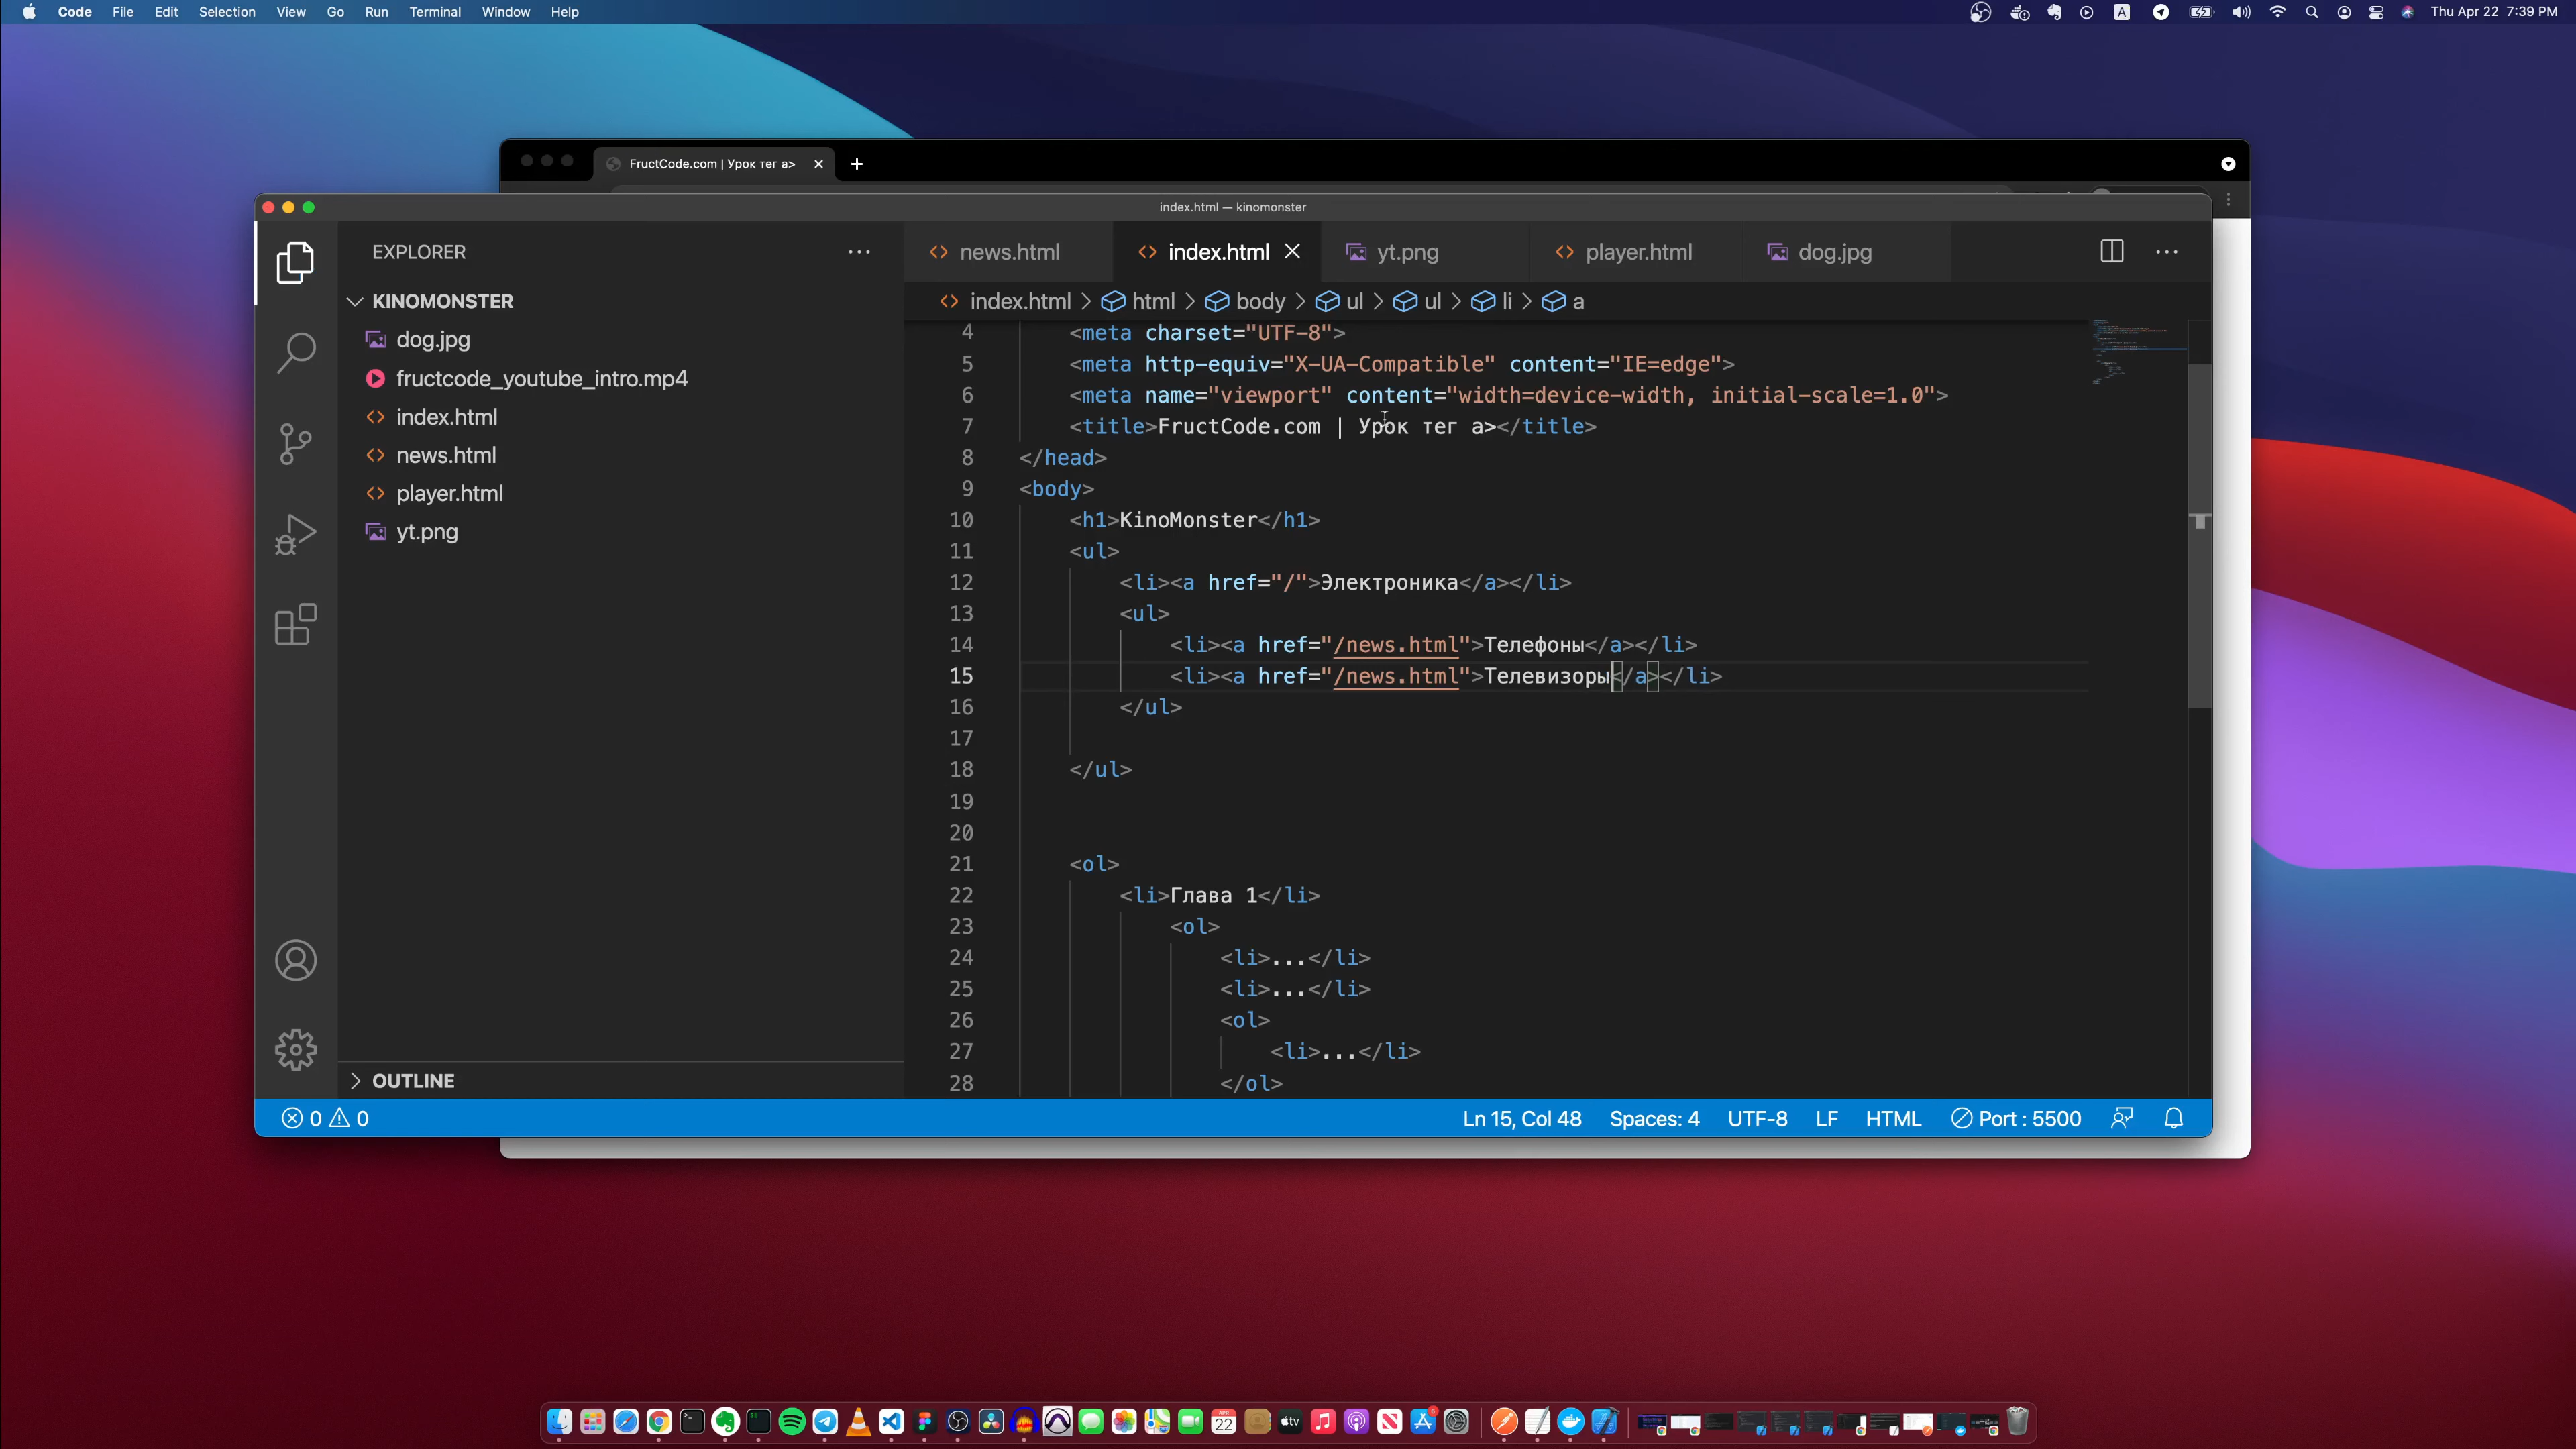 Code File Edit Selection View Go Run Terminal Window Help
A
Thu Apr 22 7:39 PM
FructCode.com | Урок тег a>
index.html — kinomonster
EXPLORER
KINOMONSTER
dog.jpg
fructcode_youtube_intro.mp4
index.html
news.html
player.html
yt.png
OUTLINE
news.html index.html yt.png player.html dog.jpg
index.html > html > body > ul > ul > li > a
4 <meta charset="UTF-8">
5 <meta http-equiv="X-UA-Compatible" content="IE=edge">
6 <meta name="viewport" content="width=device-width, initial-scale=1.0">
7 <title>FructCode.com | Урок тег a></title>
8 </head>
9 <body>
10 <h1>KinoMonster</h1>
11 <ul>
12 <li><a href="/">Электроника</a></li>
13 <ul>
14 <li><a href="/news.html">Телефоны</a></li>
15 <li><a href="/news.html">Телевизоры</a></li>
16 </ul>
17
18 </ul>
19
20
21 <ol>
22 <li>Глава 1</li>
23 <ol>
24 <li>...</li>
25 <li>...</li>
26 <ol>
27 <li>...</li>
28 </ol>
0 0
Ln 15, Col 48 Spaces: 4 UTF-8 LF HTML Port : 5500
22
tv